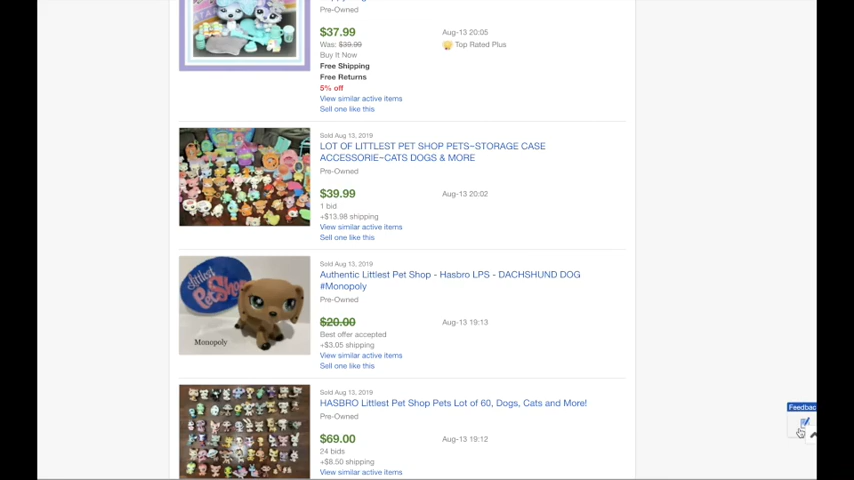 Pre-Owned
$37.99
Aug-13 20:05
Was: $39.99
Top Rated Plus
Buy It Now
Free Shipping
Free Returns
5% off
View similar active items
Sell one like this
Sold Aug 13, 2019
LOT OF LITTLEST PET SHOP PETS~STORAGE CASE
ACCESSORIE~CATS DOGS & MORE
Pre-Owned
$39.99
Aug-13 20:02
1 bid
+$13.98 shipping
View similar active items
Sell one like this
Sold Aug 13, 2019
Authentic Littlest Pet Shop - Hasbro LPS - DACHSHUND DOG
#Monopoly
Pre-Owned
$20.00
Aug-13 19:13
Best offer accepted
+$3.05 shipping
View similar active items
Sell one like this
Littlest
Pet Shop
Monopoly
Sold Aug 13, 2019
HASBRO Littlest Pet Shop Pets Lot of 60, Dogs, Cats and More!
Pre-Owned
$69.00
Aug-13 19:12
24 bids
+$8.50 shipping
View similar active items
Feedbac